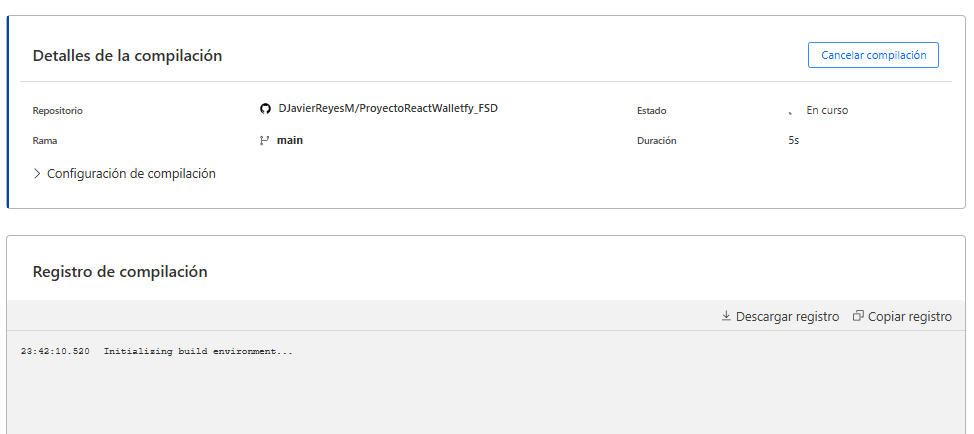 Detalles de la compilación
Cancelar compilación
Repositorio
DJavierReyesM/ProyectoReactWalletfy_FSD
Estado
En curso
Rama
main
Duración
5s
Configuración de compilación
Registro de compilación
Descargar registro
Copiar registro
23:42:10.520 Initializing build environment...